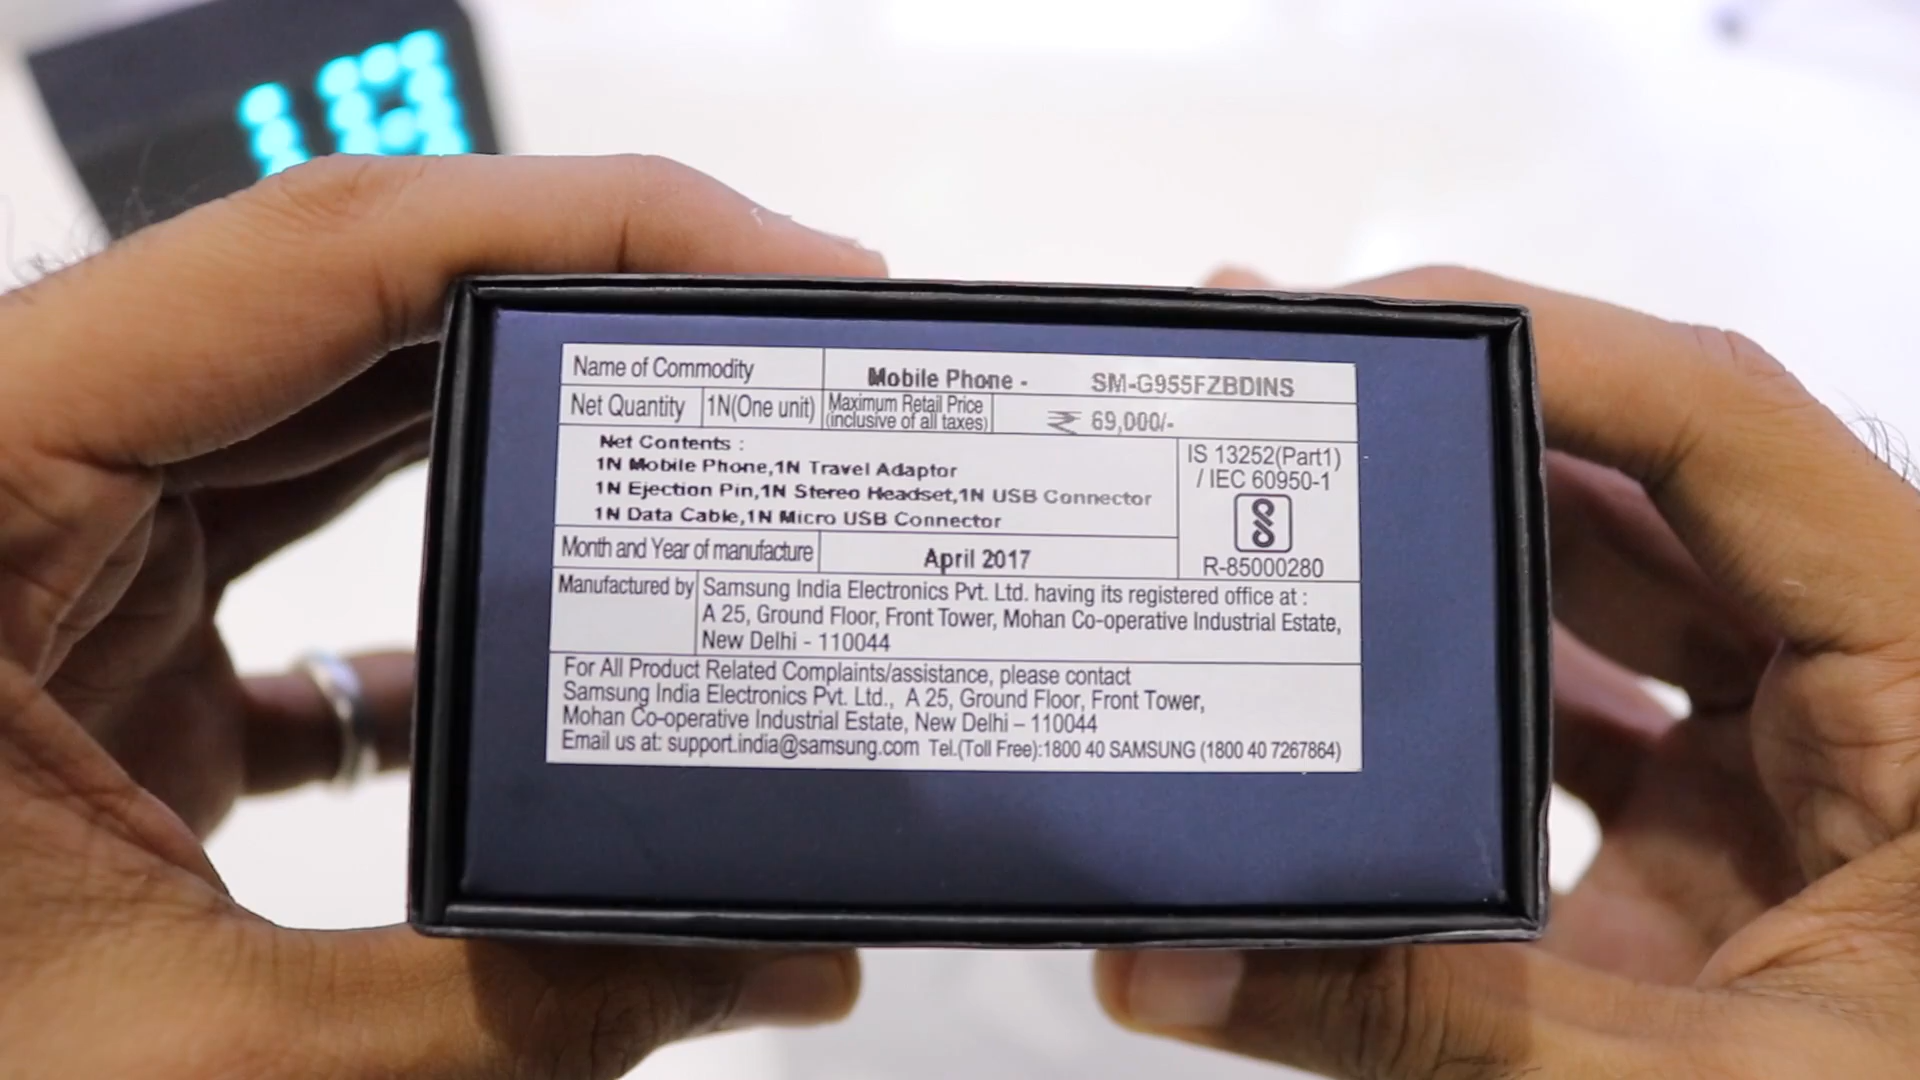 Name of Commodity Mobile Phone - SM-G955FZBDINS
Net Quantity 1N(One unit) Maximum Retail Price (inclusive of all taxes) ₹ 69,000/-
Net Contents :
1N Mobile Phone,1N Travel Adaptor
1N Ejection Pin,1N Stereo Headset,1N USB Connector
1N Data Cable,1N Micro USB Connector
IS 13252(Part1)
/ IEC 60950-1
R-85000280
Month and Year of manufacture April 2017
Manufactured by Samsung India Electronics Pvt. Ltd. having its registered office at :
A 25, Ground Floor, Front Tower, Mohan Co-operative Industrial Estate,
New Delhi - 110044
For All Product Related Complaints/assistance, please contact
Samsung India Electronics Pvt. Ltd., A 25, Ground Floor, Front Tower,
Mohan Co-operative Industrial Estate, New Delhi – 110044
Email us at: support.india@samsung.com Tel.(Toll Free):1800 40 SAMSUNG (1800 40 7267864)